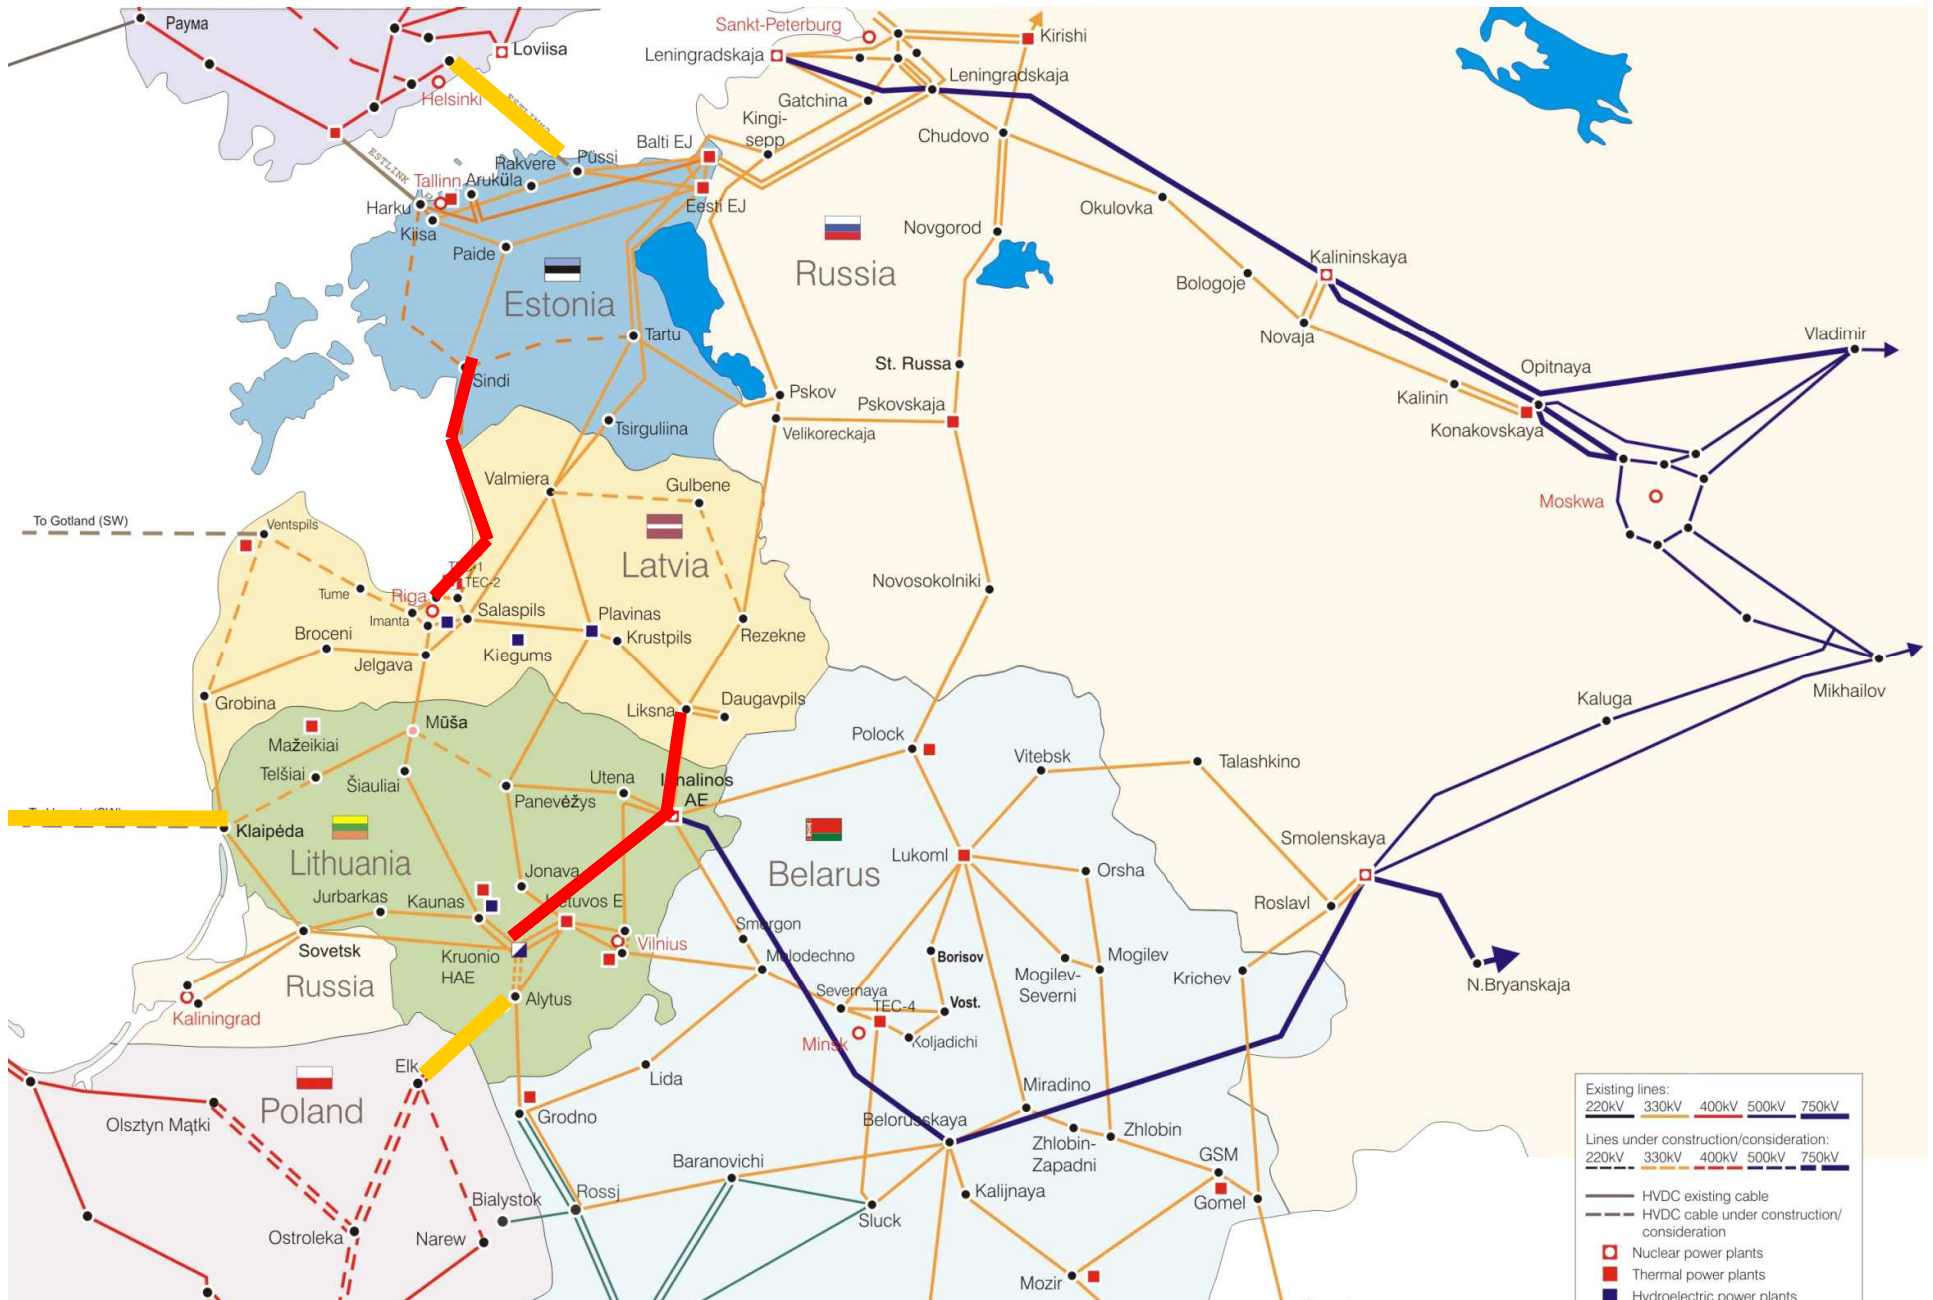 Раума
Loviisa
Helsinki
ESTLINK
Sankt-Peterburg
Leningradskaja
Kirishi
Leningradskaja
Gatchina
Kingi-
sepp
Chudovo
Balti EJ
Püssi
Rakvere
Tallinn
Aruküla
Harku
Kiisa
Eesti EJ
Paide
Novgorod
Okulovka
Russia
Estonia
Kalininskaya
Bologoje
Novaja
Tartu
Sindi
St. Russa
Vladimir
Opitnaya
Pskov
Pskovskaja
Kalinin
Konakovskaya
Velikoreckaja
Tsirguliina
Valmiera
Gulbene
Moskwa
To Gotland (SW)
Ventspils
Latvia
TEC-2
Novosokolniki
Tume
Riga
Imanta
Salaspils
Plavinas
Krustpils
Rezekne
Broceni
Jelgava
Kiegums
Grobina
Liksna
Daugavpils
Kaluga
Mikhailov
Mūša
Mažeikiai
Polock
Vitebsk
Talashkino
Telšiai
Šiauliai
Utena
Panevėžys
AE
Klaipėda
Lithuania
Belarus
Lukoml
Orsha
Smolenskaya
Jonava
Jurbarkas
Kaunas
Roslavl
Smorgon
Vilnius
Sovetsk
Kruonio
HAE
Molodechno
Borisov
Mogilev-
Severni
Mogilev
Krichev
N.Bryanskaja
Russia
Alytus
Severnaya
TEC-4
Vost.
Kaliningrad
Minsk
Koljadichi
Elk
Lida
Miradino
Poland
Olsztyn Mątki
Grodno
Belorusskaya
Zhlobin-
Zapadni
Zhlobin
GSM
Gomel
Baranovichi
Bialystok
Rossj
Kalijnaya
Sluck
Ostroleka
Narew
Mozir
Existing lines:
220kV 330kV 400kV 500kV 750kV
Lines under construction/consideration:
220kV 330kV 400kV 500kV 750kV
HVDC existing cable
HVDC cable under construction/
consideration
Nuclear power plants
Thermal power plants
Hydroelectric power plants